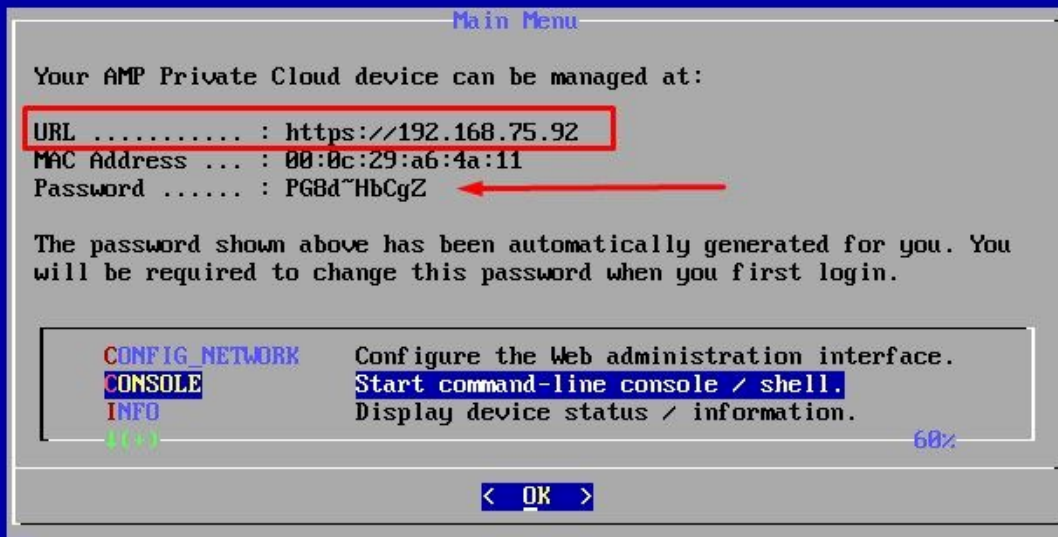 Main Menu
Your AMP Private Cloud device can be managed at:
URL ........... : https://192.168.75.92
MAC Address ... : 00:0c:29:a6:4a:11
Password ...... : PG8d~HbCgZ
The password shown above has been automatically generated for you. You
will be required to change this password when you first login.
CONFIG_NETWORK Configure the Web administration interface.
CONSOLE Start command-line console / shell.
INFO Display device status / information.
↓(+) 60%
< OK >